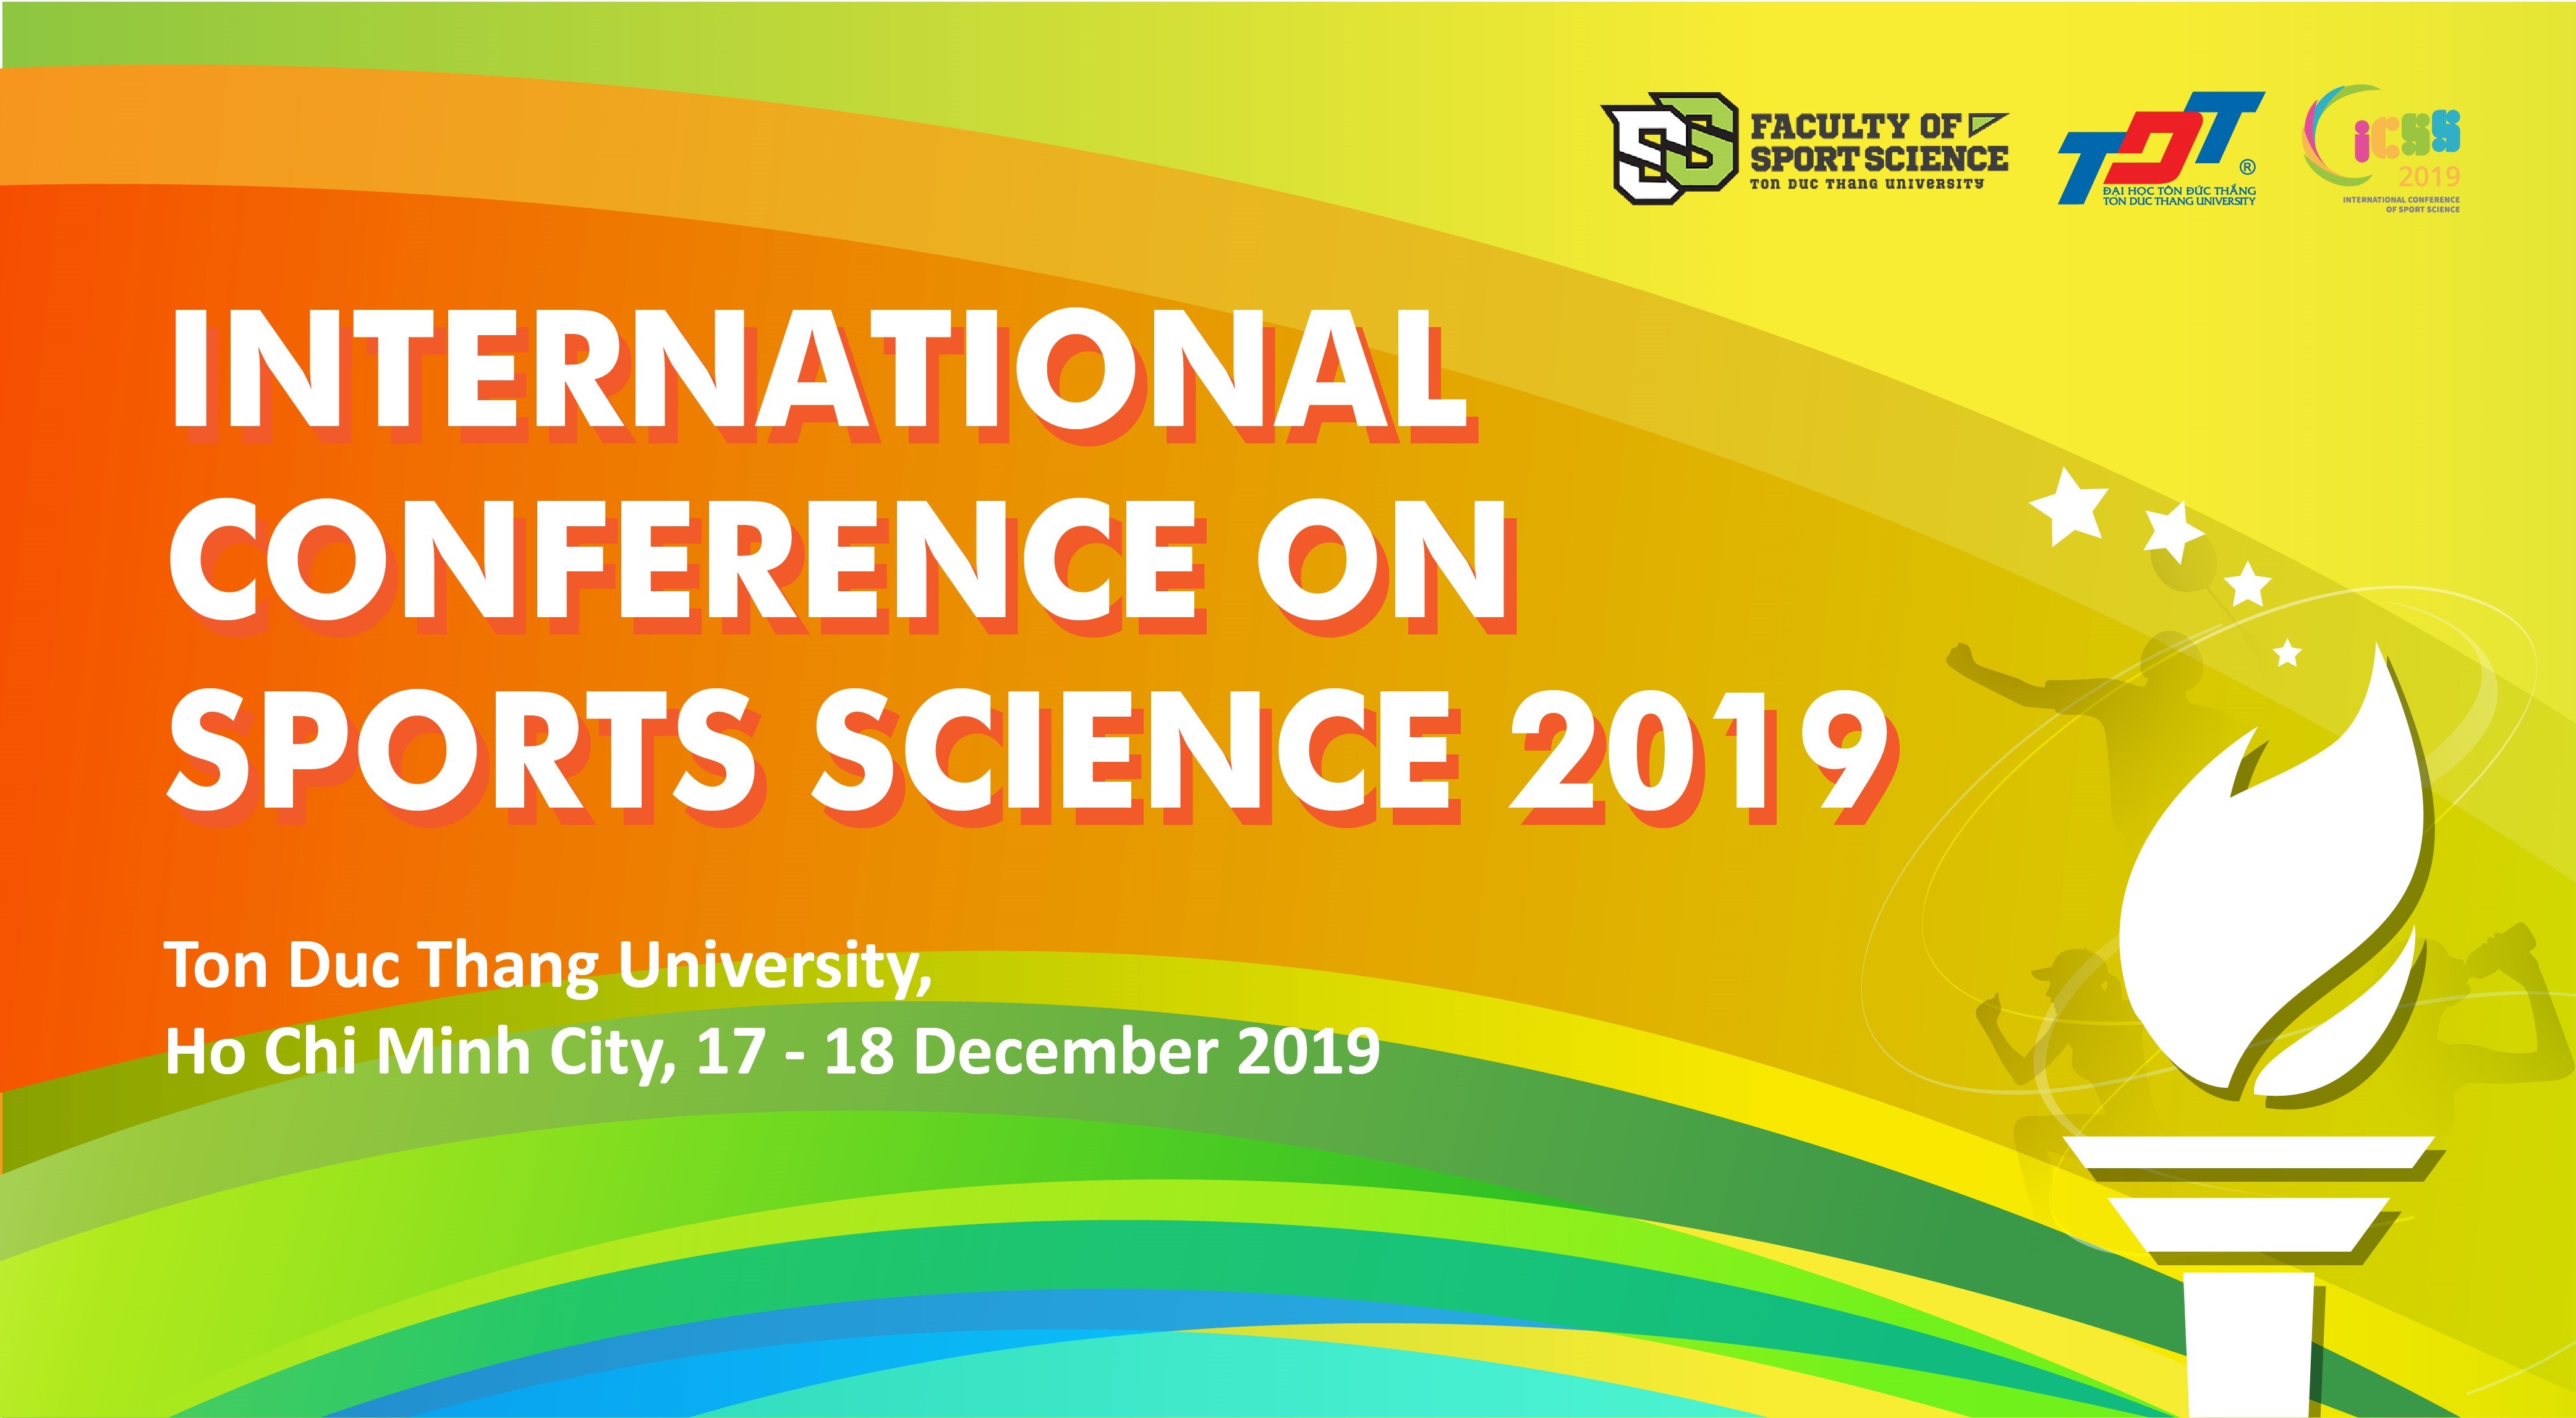 FACULTY OF
SPORT SCIENCE
TON DUC THANG UNIVERSITY
TDT
®
ĐẠI HỌC TÔN ĐỨC THẮNG
TON DUC THANG UNIVERSITY
icss
2019
INTERNATIONAL CONFERENCE
OF SPORT SCIENCE
INTERNATIONAL
CONFERENCE ON
SPORTS SCIENCE 2019
Ton Duc Thang University,
Ho Chi Minh City, 17 - 18 December 2019